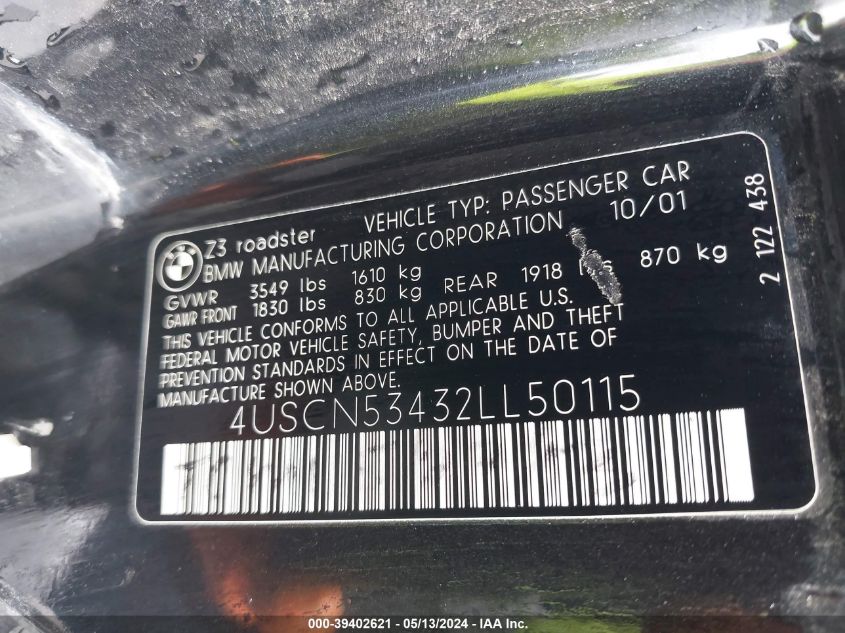 Z3 roadster VEHICLE TYP: PASSENGER CAR
BMW MANUFACTURING CORPORATION 10/01
GVWR 3549 lbs 1610 kg
GAWR FRONT 1830 lbs 830 kg REAR 1918 lbs 870 kg
THIS VEHICLE CONFORMS TO ALL APPLICABLE U.S.
FEDERAL MOTOR VEHICLE SAFETY, BUMPER AND THEFT
PREVENTION STANDARDS IN EFFECT ON THE DATE OF
MANUFACTURE SHOWN ABOVE.
4USCN53432LL50115
2 122 438
000-39402621 - 05/13/2024 - IAA Inc.